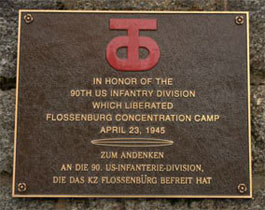 IN HONOR OF THE
90TH US INFANTRY DIVISION
WHICH LIBERATED
FLOSSENBURG CONCENTRATION CAMP
APRIL 23, 1945
ZUM ANDENKEN
AN DIE 90. US-INFANTERIE-DIVISION,
DIE DAS KZ FLOSSENBÜRG BEFREIT HAT